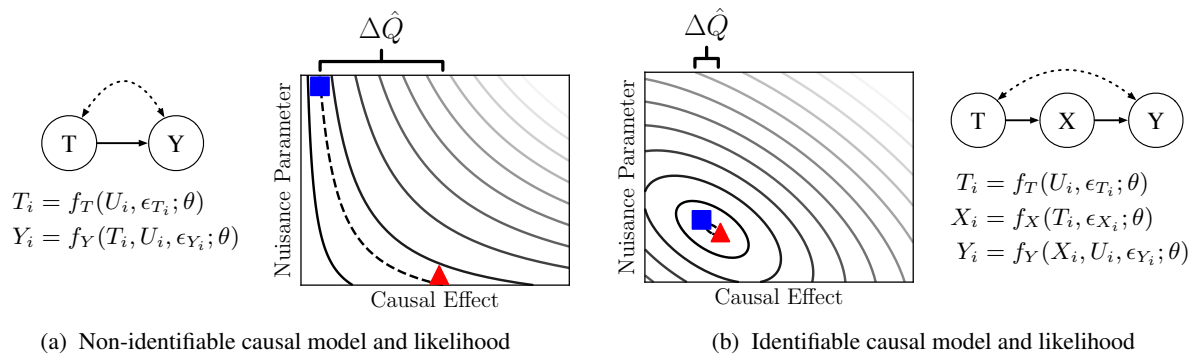 ΔQ̂
T
Y
T_i = f_T(U_i, ϵ_{T_i}; θ)
Y_i = f_Y(T_i, U_i, ϵ_{Y_i}; θ)
Nuisance Parameter
Causal Effect
(a) Non-identifiable causal model and likelihood
ΔQ̂
Nuisance Parameter
Causal Effect
T
X
Y
T_i = f_T(U_i, ϵ_{T_i}; θ)
X_i = f_X(T_i, ϵ_{X_i}; θ)
Y_i = f_Y(X_i, U_i, ϵ_{Y_i}; θ)
(b) Identifiable causal model and likelihood